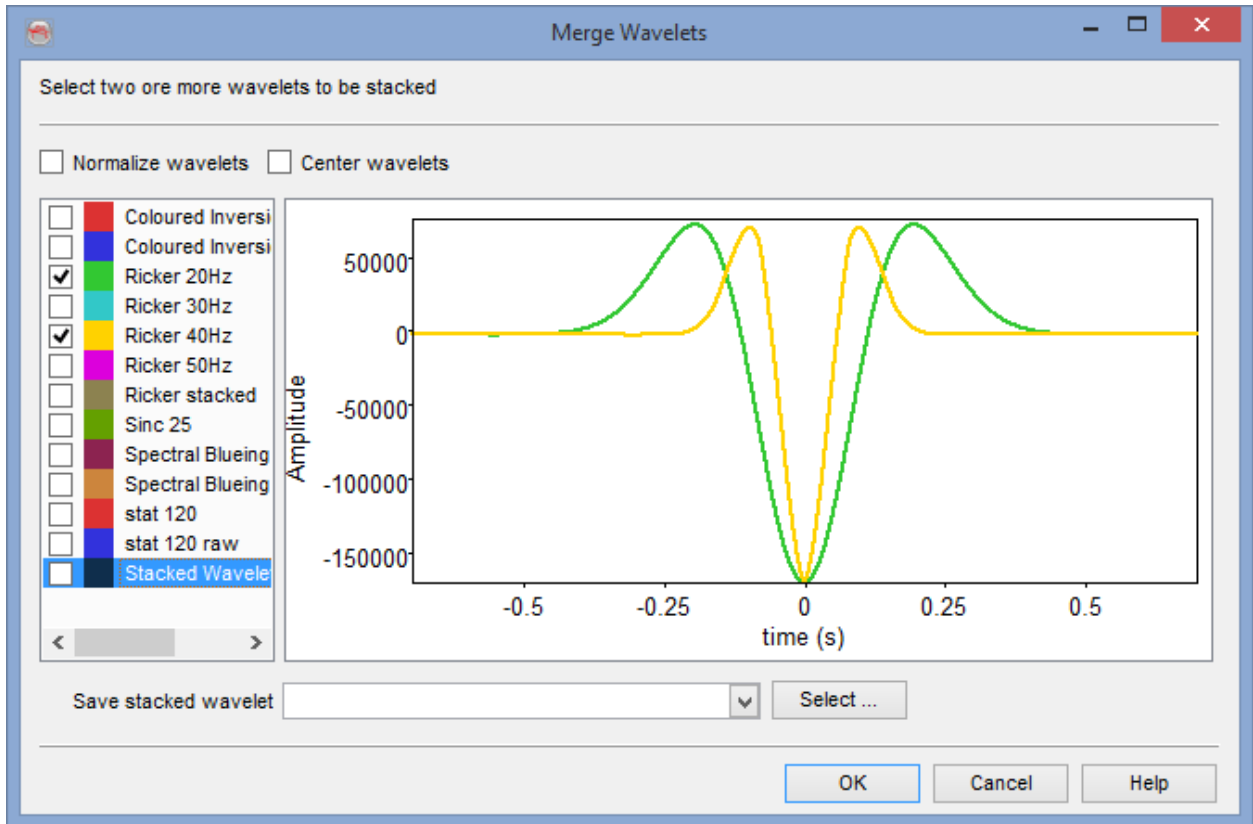 Merge Wavelets
Select two ore more wavelets to be stacked
Normalize wavelets Center wavelets
Coloured Inversi
Coloured Inversi
Ricker 20Hz
Ricker 30Hz
Ricker 40Hz
Ricker 50Hz
Ricker stacked
Sinc 25
Spectral Blueing
Spectral Blueing
stat 120
stat 120 raw
Stacked Wavele
Amplitude
50000
0
-50000
-100000
-150000
-0.5 -0.25 0 0.25 0.5
time (s)
Save stacked wavelet Select ...
OK Cancel Help